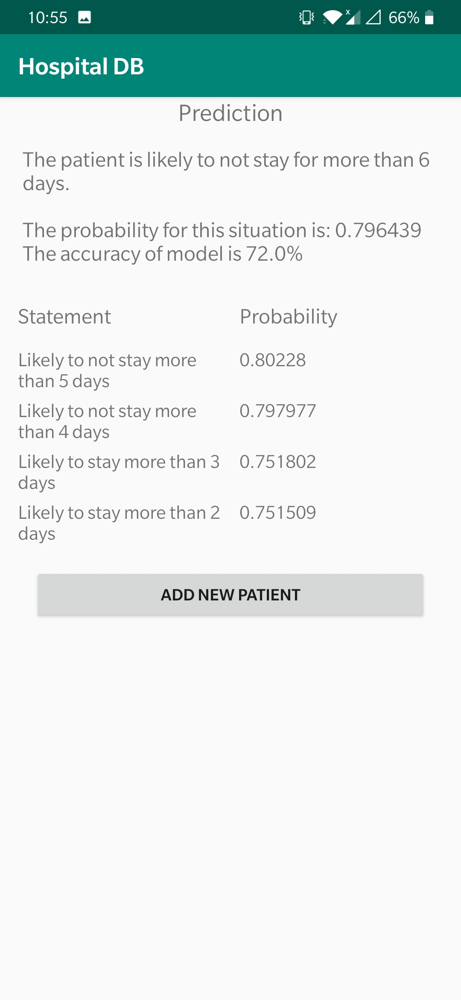 10:55
x
66%
Hospital DB
Prediction
The patient is likely to not stay for more than 6
days.
The probability for this situation is: 0.796439
The accuracy of model is 72.0%
Statement Probability
Likely to not stay more 0.80228
than 5 days
Likely to not stay more 0.797977
than 4 days
Likely to stay more than 3 0.751802
days
Likely to stay more than 2 0.751509
days
ADD NEW PATIENT